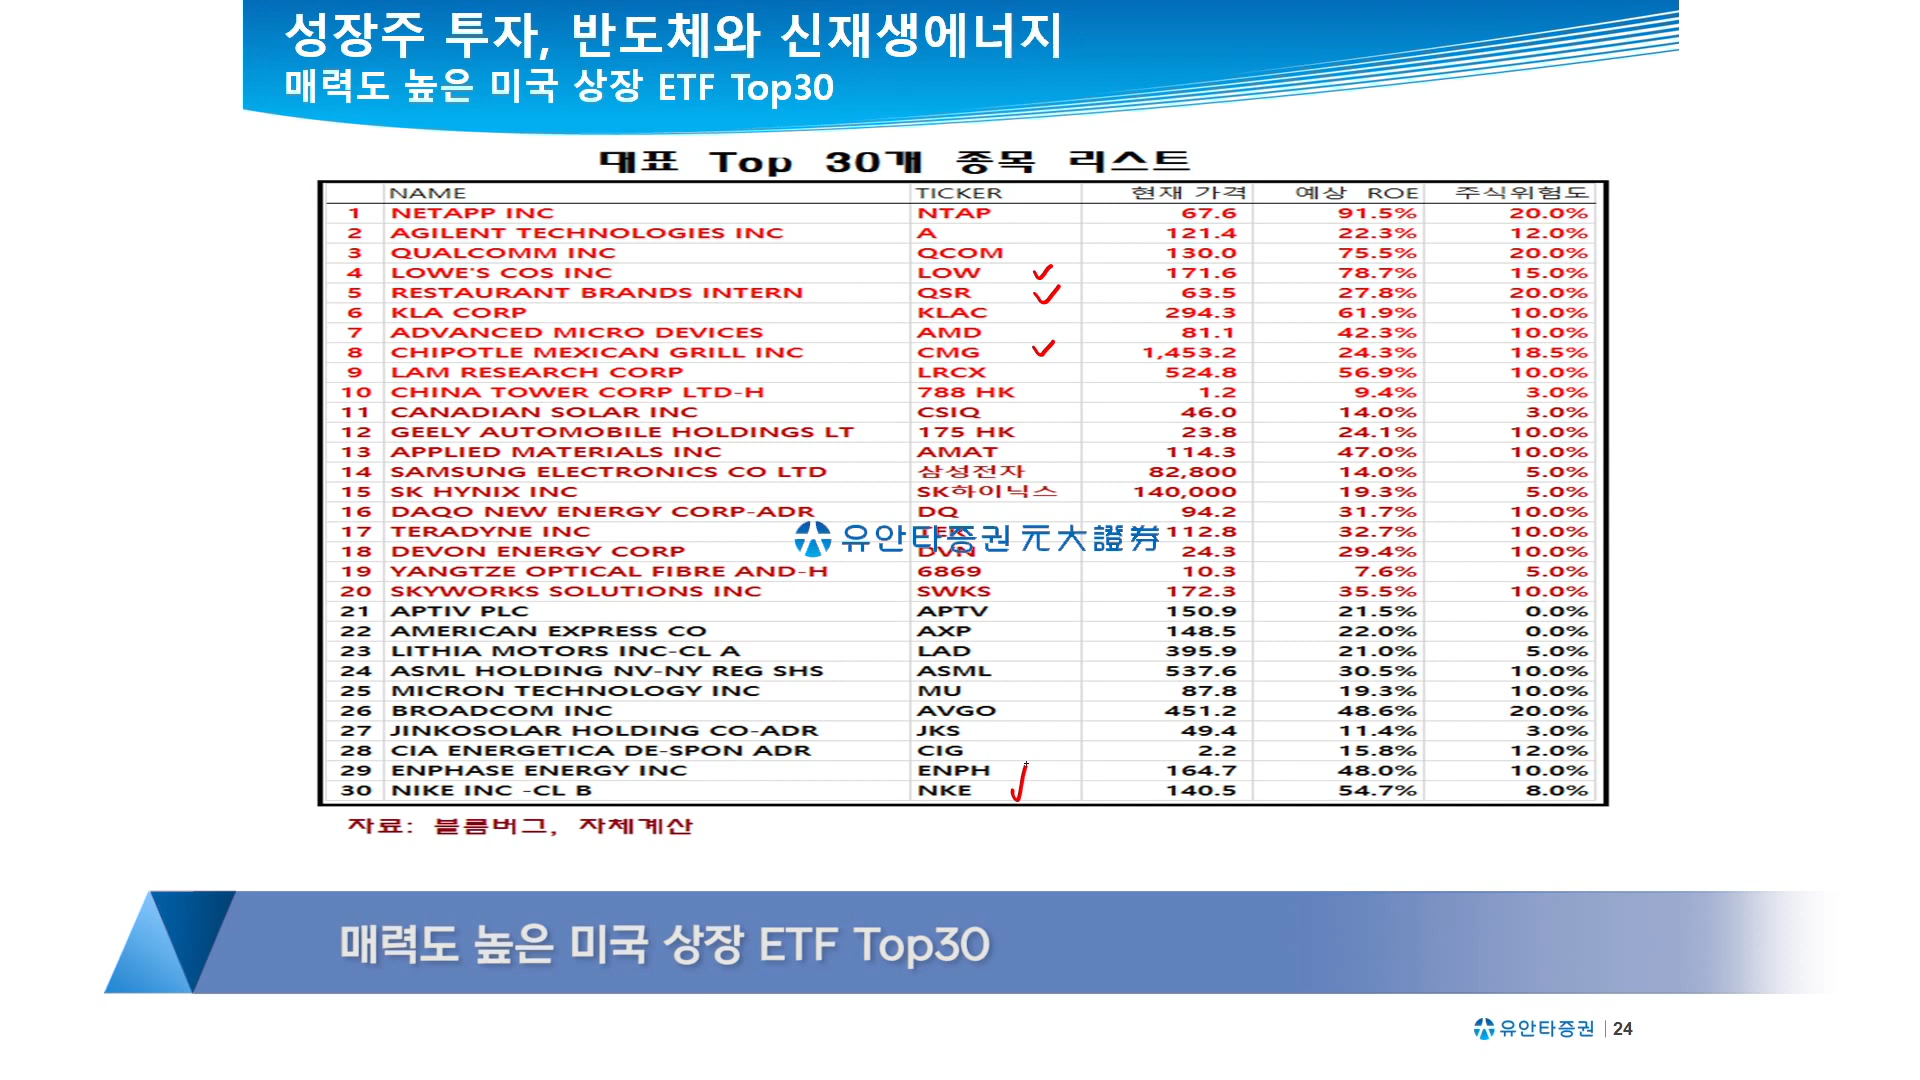 성장주 투자, 반도체와 신재생에너지
매력도 높은 미국 상장 ETF Top30
대표 Top 30개 종목 리스트
NAME TICKER 현재 가격 예상 ROE 주식위험도
1 NETAPP INC NTAP 67.6 91.5% 20.0%
2 AGILENT TECHNOLOGIES INC A 121.4 22.3% 12.0%
3 QUALCOMM INC QCOM 130.0 75.5% 20.0%
4 LOWE'S COS INC LOW 171.6 78.7% 15.0%
5 RESTAURANT BRANDS INTERN QSR 63.5 27.8% 20.0%
6 KLA CORP KLAC 294.3 61.9% 10.0%
7 ADVANCED MICRO DEVICES AMD 81.1 42.3% 10.0%
8 CHIPOTLE MEXICAN GRILL INC CMG 1,453.2 24.3% 18.5%
9 LAM RESEARCH CORP LRCX 524.8 56.9% 10.0%
10 CHINA TOWER CORP LTD-H 788 HK 1.2 9.4% 3.0%
11 CANADIAN SOLAR INC CSIQ 46.0 14.0% 3.0%
12 GEELY AUTOMOBILE HOLDINGS LT 175 HK 23.8 24.1% 10.0%
13 APPLIED MATERIALS INC AMAT 114.3 47.0% 10.0%
14 SAMSUNG ELECTRONICS CO LTD 삼성전자 82,800 14.0% 5.0%
15 SK HYNIX INC SK하이닉스 140,000 19.3% 5.0%
16 DAQO NEW ENERGY CORP-ADR DQ 94.2 31.7% 10.0%
17 TERADYNE INC 112.8 32.7% 10.0%
유안타증권 元大證券
18 DEVON ENERGY CORP DVN 24.3 29.4% 10.0%
19 YANGTZE OPTICAL FIBRE AND-H 6869 10.3 7.6% 5.0%
20 SKYWORKS SOLUTIONS INC SWKS 172.3 35.5% 10.0%
21 APTIV PLC APTV 150.9 21.5% 0.0%
22 AMERICAN EXPRESS CO AXP 148.5 22.0% 0.0%
23 LITHIA MOTORS INC-CL A LAD 395.9 21.0% 5.0%
24 ASML HOLDING NV-NY REG SHS ASML 537.6 30.5% 10.0%
25 MICRON TECHNOLOGY INC MU 87.8 19.3% 10.0%
26 BROADCOM INC AVGO 451.2 48.6% 20.0%
27 JINKOSOLAR HOLDING CO-ADR JKS 49.4 11.4% 3.0%
28 CIA ENERGETICA DE-SPON ADR CIG 2.2 15.8% 12.0%
29 ENPHASE ENERGY INC ENPH 164.7 48.0% 10.0%
30 NIKE INC -CL B NKE 140.5 54.7% 8.0%
자료: 블룸버그, 자체계산
매력도 높은 미국 상장 ETF Top30
유안타증권 | 24